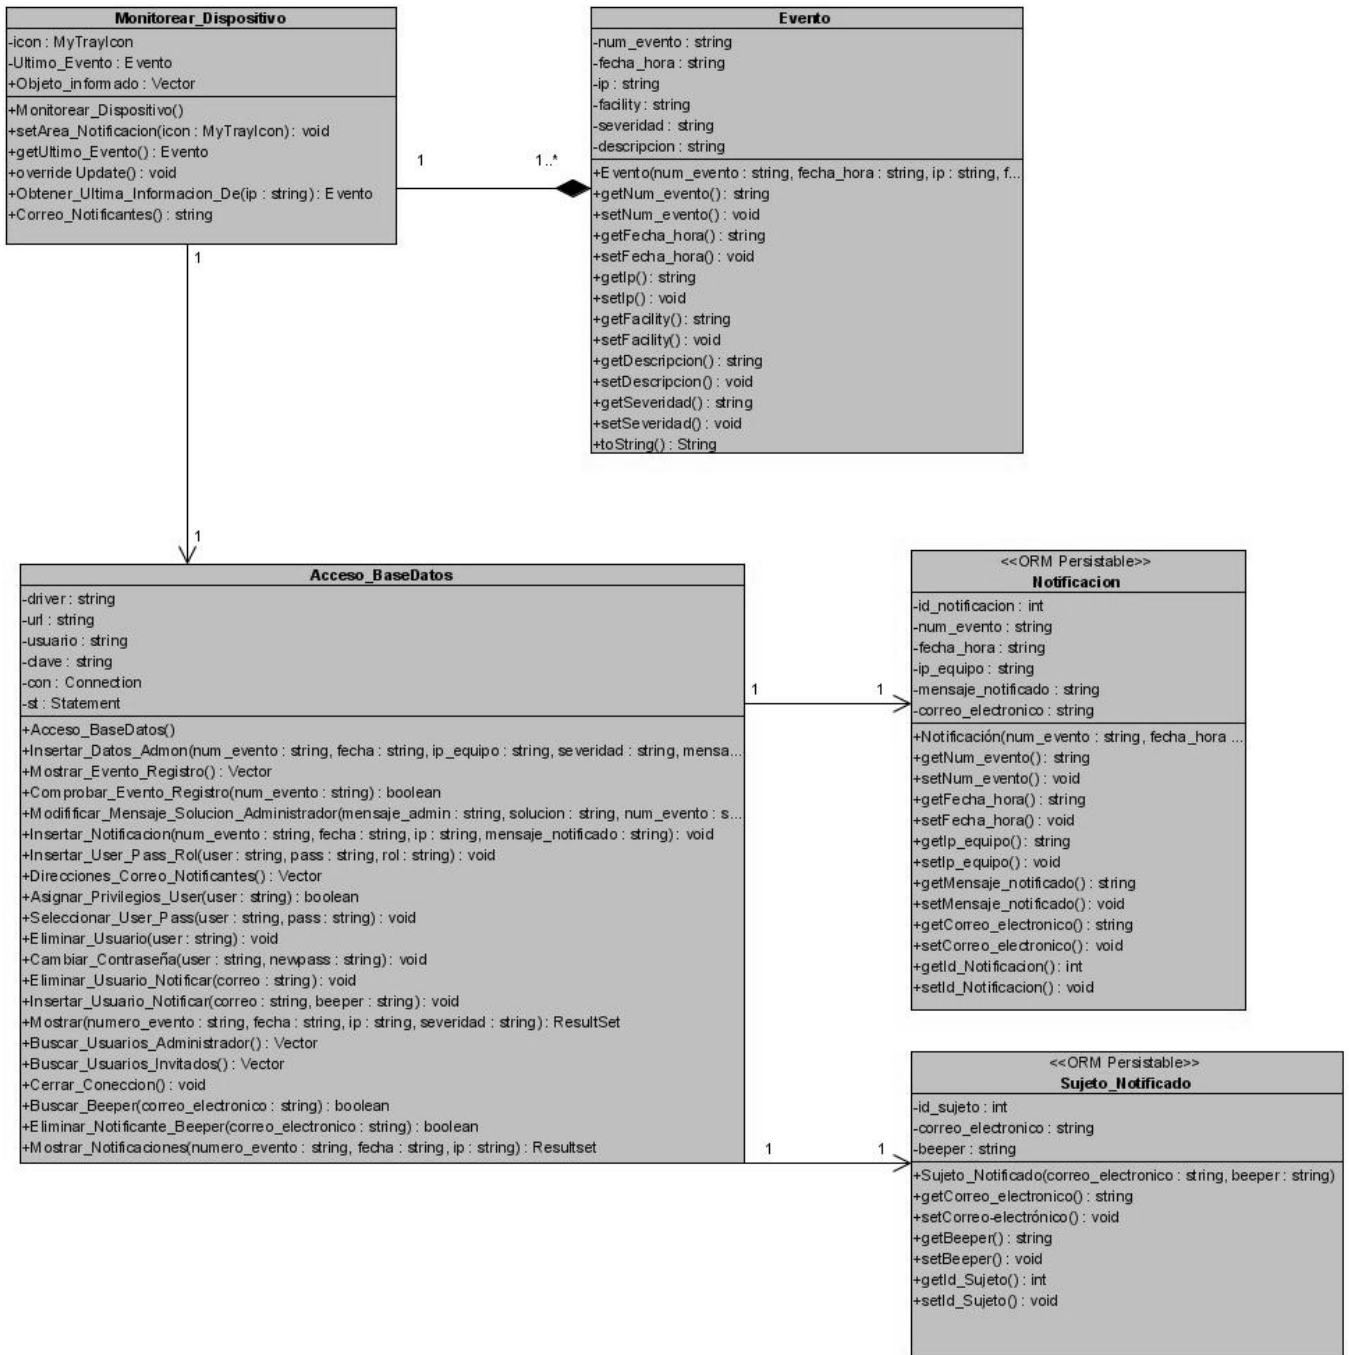 Monitorear_Dispositivo
-icon : MyTrayIcon
-Ultimo_Evento : Evento
+Objeto_informado : Vector
+Monitorear_Dispositivo()
+setArea_Notificacion(icon : MyTrayIcon) : void
+getUltimo_Evento() : Evento
+override Update() : void
+Obtener_Ultima_Informacion_De(ip : string) : Evento
+Correo_Notificantes() : string
1
1..*
Evento
-num_evento : string
-fecha_hora : string
-ip : string
-facility : string
-severidad : string
-descripcion : string
+Evento(num_evento : string, fecha_hora : string, ip : string, f...
+getNum_evento() : string
+setNum_evento() : void
+getFecha_hora() : string
+setFecha_hora() : void
+getIp() : string
+setIp() : void
+getFacility() : string
+setFacility() : void
+getDescripcion() : string
+setDescripcion() : void
+getSeveridad() : string
+setSeveridad() : void
+toString() : String
1
1
Acceso_BaseDatos
-driver : string
-url : string
-usuario : string
-clave : string
-con : Connection
-st : Statement
+Acceso_BaseDatos()
+Insertar_Datos_Admon(num_evento : string, fecha : string, ip_equipo : string, severidad : string, mensa...
+Mostrar_Evento_Registro() : Vector
+Comprobar_Evento_Registro(num_evento : string) : boolean
+Modififcar_Mensaje_Solucion_Administrador(mensaje_admin : string, solucion : string, num_evento : s...
+Insertar_Notificacion(num_evento : string, fecha : string, ip : string, mensaje_notificado : string) : void
+Insertar_User_Pass_Rol(user : string, pass : string, rol : string) : void
+Direcciones_Correo_Notificantes() : Vector
+Asignar_Privilegios_User(user : string) : boolean
+Seleccionar_User_Pass(user : string, pass : string) : void
+Eliminar_Usuario(user : string) : void
+Cambiar_Contraseña(user : string, newpass : string) : void
+Eliminar_Usuario_Notificar(correo : string) : void
+Insertar_Usuario_Notificar(correo : string, beeper : string) : void
+Mostrar(numero_evento : string, fecha : string, ip : string, severidad : string) : ResultSet
+Buscar_Usuarios_Administrador() : Vector
+Buscar_Usuarios_Invitados() : Vector
+Cerrar_Coneccion() : void
+Buscar_Beeper(correo_electronico : string) : boolean
+Eliminar_Notificante_Beeper(correo_electronico : string) : boolean
+Mostrar_Notificaciones(numero_evento : string, fecha : string, ip : string) : Resultset
1
1
<<ORM Persistable>>
Notificacion
-id_notificacion : int
-num_evento : string
-fecha_hora : string
-ip_equipo : string
-mensaje_notificado : string
-correo_electronico : string
+Notificación(num_evento : string, fecha_hora ...
+getNum_evento() : string
+setNum_evento() : void
+getFecha_hora() : string
+setFecha_hora() : void
+getIp_equipo() : string
+setIp_equipo() : void
+getMensaje_notificado() : string
+setMensaje_notificado() : void
+getCorreo_electronico() : string
+setCorreo_electronico() : void
+getId_Notificacion() : int
+setId_Notificacion() : void
1
1
<<ORM Persistable>>
Sujeto_Notificado
-id_sujeto : int
-correo_electronico : string
-beeper : string
+Sujeto_Notificado(correo_electronico : string, beeper : string)
+getCorreo_electronico() : string
+setCorreo-electrónico() : void
+getBeeper() : string
+setBeeper() : void
+getId_Sujeto() : int
+setId_Sujeto() : void